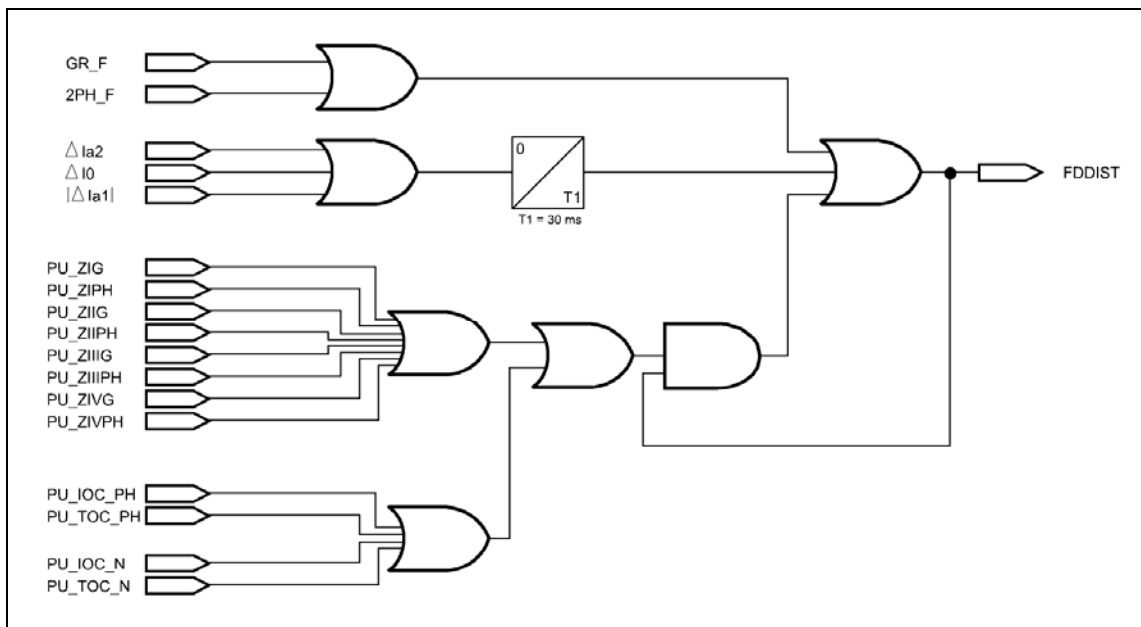 GR_F
2PH_F
△ Ia2
△ I0
|△ Ia1|
0
T1
T1 = 30 ms
FDDIST
PU_ZIG
PU_ZIPH
PU_ZIIG
PU_ZIIPH
PU_ZIIIG
PU_ZIIIPH
PU_ZIVG
PU_ZIVPH
PU_IOC_PH
PU_TOC_PH
PU_IOC_N
PU_TOC_N